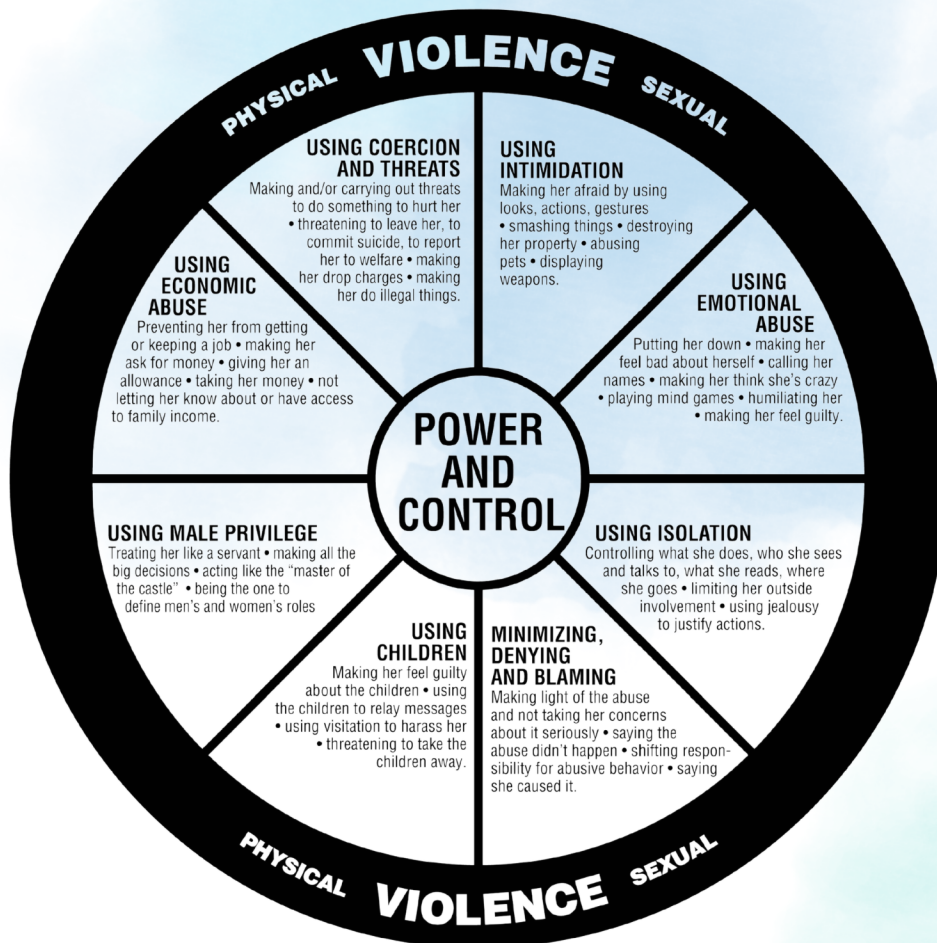 PHYSICAL VIOLENCE SEXUAL
USING COERCION
AND THREATS
Making and/or carrying out threats
to do something to hurt her
• threatening to leave her, to
commit suicide, to report
her to welfare • making
her drop charges • making
her do illegal things.
USING
INTIMIDATION
Making her afraid by using
looks, actions, gestures
• smashing things • destroying
her property • abusing
pets • displaying
weapons.
USING
ECONOMIC
ABUSE
Preventing her from getting
or keeping a job • making her
ask for money • giving her an
allowance • taking her money • not
letting her know about or have access
to family income.
USING
EMOTIONAL
ABUSE
Putting her down • making her
feel bad about herself • calling her
names • making her think she's crazy
• playing mind games • humiliating her
• making her feel guilty.
POWER
AND
CONTROL
USING MALE PRIVILEGE
Treating her like a servant • making all the
big decisions • acting like the “master of
the castle” • being the one to
define men's and women's roles
USING ISOLATION
Controlling what she does, who she sees
and talks to, what she reads, where
she goes • limiting her outside
involvement • using jealousy
to justify actions.
USING
CHILDREN
Making her feel guilty
about the children • using
the children to relay messages
• using visitation to harass her
• threatening to take the
children away.
MINIMIZING,
DENYING
AND BLAMING
Making light of the abuse
and not taking her concerns
about it seriously • saying the
abuse didn't happen • shifting respon-
sibility for abusive behavior • saying
she caused it.
PHYSICAL VIOLENCE SEXUAL